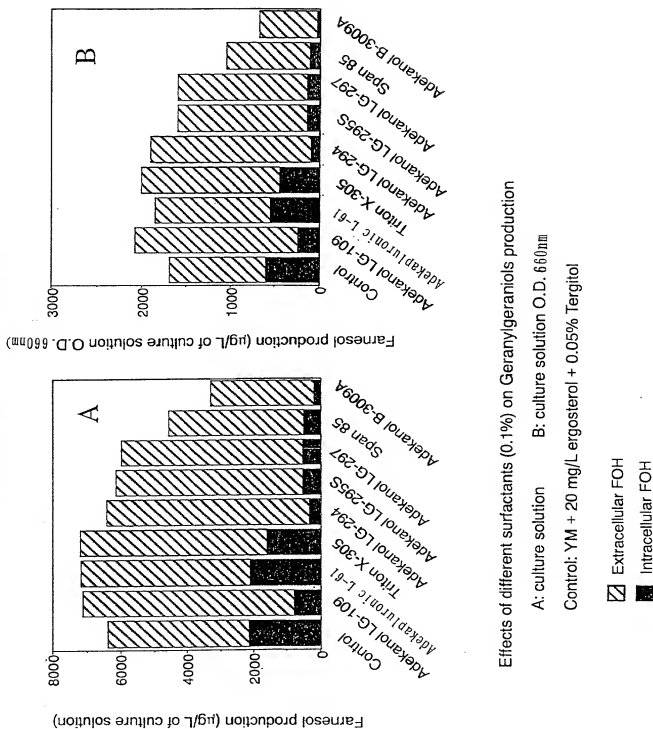 Farnesol production (µg/L of culture solution)
8000
6000
4000
2000
0
A
Control
Adekanol LG-109
Adekapluronic L-61
Triton X-305
Adekanol LG-294
Adekanol LG-295S
Adekanol LG-297
Span 85
Adekanol B-3009A
Farnesol production (µg/L of culture solution O.D. 660nm)
3000
2000
1000
0
B
Control
Adekanol LG-109
Adekapluronic L-61
Triton X-305
Adekanol LG-294
Adekanol LG-295S
Adekanol LG-297
Span 85
Adekanol B-3009A
Effects of different surfactants (0.1%) on Geranylgeraniols production
A: culture solution B: culture solution O.D. 660nm
Control: YM + 20 mg/L ergosterol + 0.05% Tergitol
Extracellular FOH
Intracellular FOH